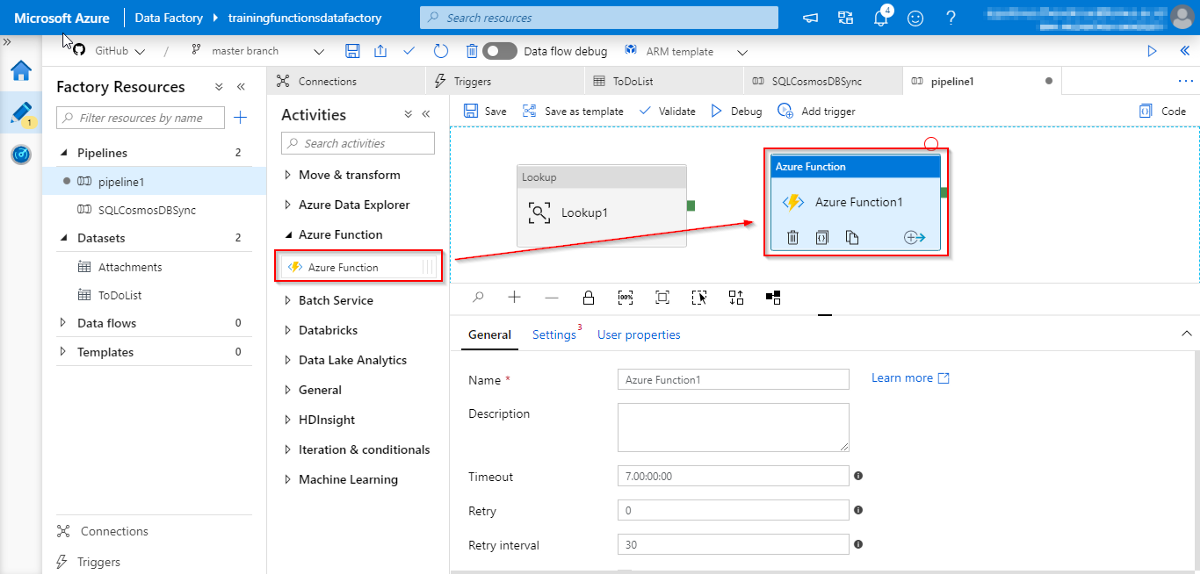 Microsoft Azure
Data Factory
trainingfunctionsdatafactory
Search resources
4
?
GitHub
/
master branch
Data flow debug
ARM template
1
Factory Resources
Filter resources by name
Pipelines 2
pipeline1
SQLCosmosDBSync
Datasets 2
Attachments
ToDoList
Data flows 0
Templates 0
Connections
Triggers
Connections
Triggers
ToDoList
SQLCosmosDBSync
pipeline1
Activities
Search activities
Move & transform
Azure Data Explorer
Azure Function
Azure Function
Batch Service
Databricks
Data Lake Analytics
General
HDInsight
Iteration & conditionals
Machine Learning
Save
Save as template
Validate
Debug
Add trigger
Code
Lookup
Lookup1
Azure Function
Azure Function1
100%
General
Settings 3
User properties
Name * Azure Function1
Learn more
Description
Timeout 7.00:00:00
Retry 0
Retry interval 30